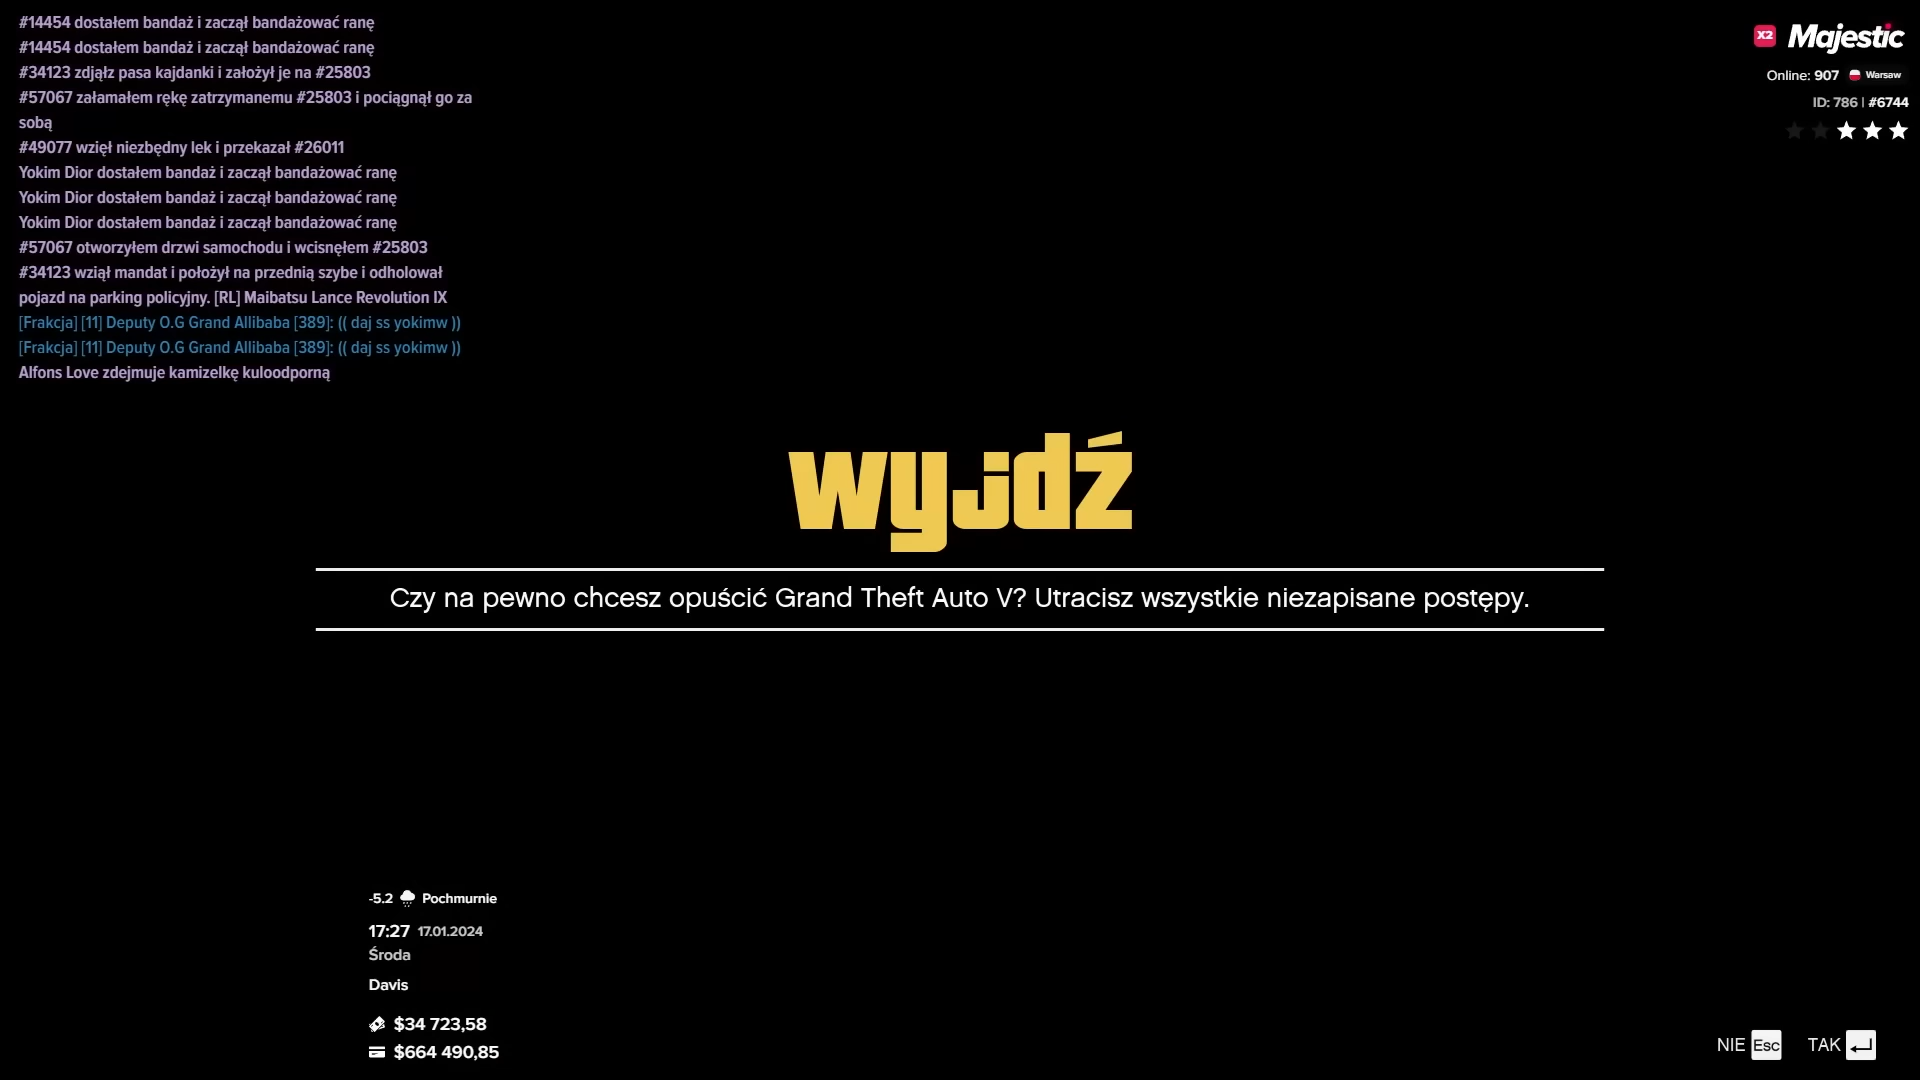 #14454 dostałem bandaż i zaczął bandażować ranę
#14454 dostałem bandaż i zaczął bandażować ranę
#34123 zdjąłz pasa kajdanki i założył je na #25803
#57067 załamałem rękę zatrzymanemu #25803 i pociągnął go za
sobą
#49077 wzięł niezbędny lek i przekazał #26011
Yokim Dior dostałem bandaż i zaczął bandażować ranę
Yokim Dior dostałem bandaż i zaczął bandażować ranę
Yokim Dior dostałem bandaż i zaczął bandażować ranę
#57067 otworzyłem drzwi samochodu i wcisnęłem #25803
#34123 wziął mandat i położył na przednią szybe i odholował
pojazd na parking policyjny. [RL] Maibatsu Lance Revolution IX
[Frakcja] [11] Deputy O.G Grand Allibaba [389]: (( daj ss yokimw ))
[Frakcja] [11] Deputy O.G Grand Allibaba [389]: (( daj ss yokimw ))
Alfons Love zdejmuje kamizelkę kuloodporną
X2 Majestic
Online: 907 Warsaw
ID: 786 | #6744
wyjdź
Czy na pewno chcesz opuścić Grand Theft Auto V? Utracisz wszystkie niezapisane postępy.
-5.2 Pochmurnie
17:27 17.01.2024
Środa
Davis
$34 723,58
$664 490,85
NIE Esc TAK